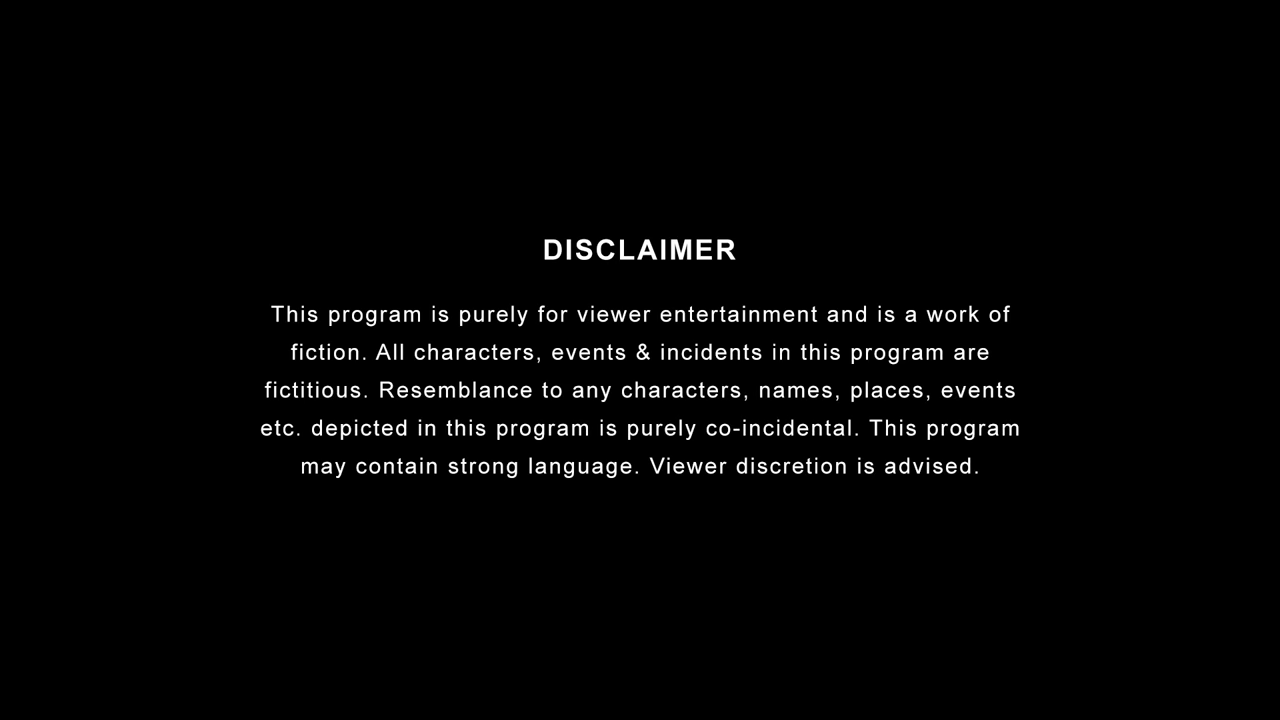 DISCLAIMER
This program is purely for viewer entertainment and is a work of
fiction. All characters, events & incidents in this program are
fictitious. Resemblance to any characters, names, places, events
etc. depicted in this program is purely co-incidental. This program
may contain strong language. Viewer discretion is advised.